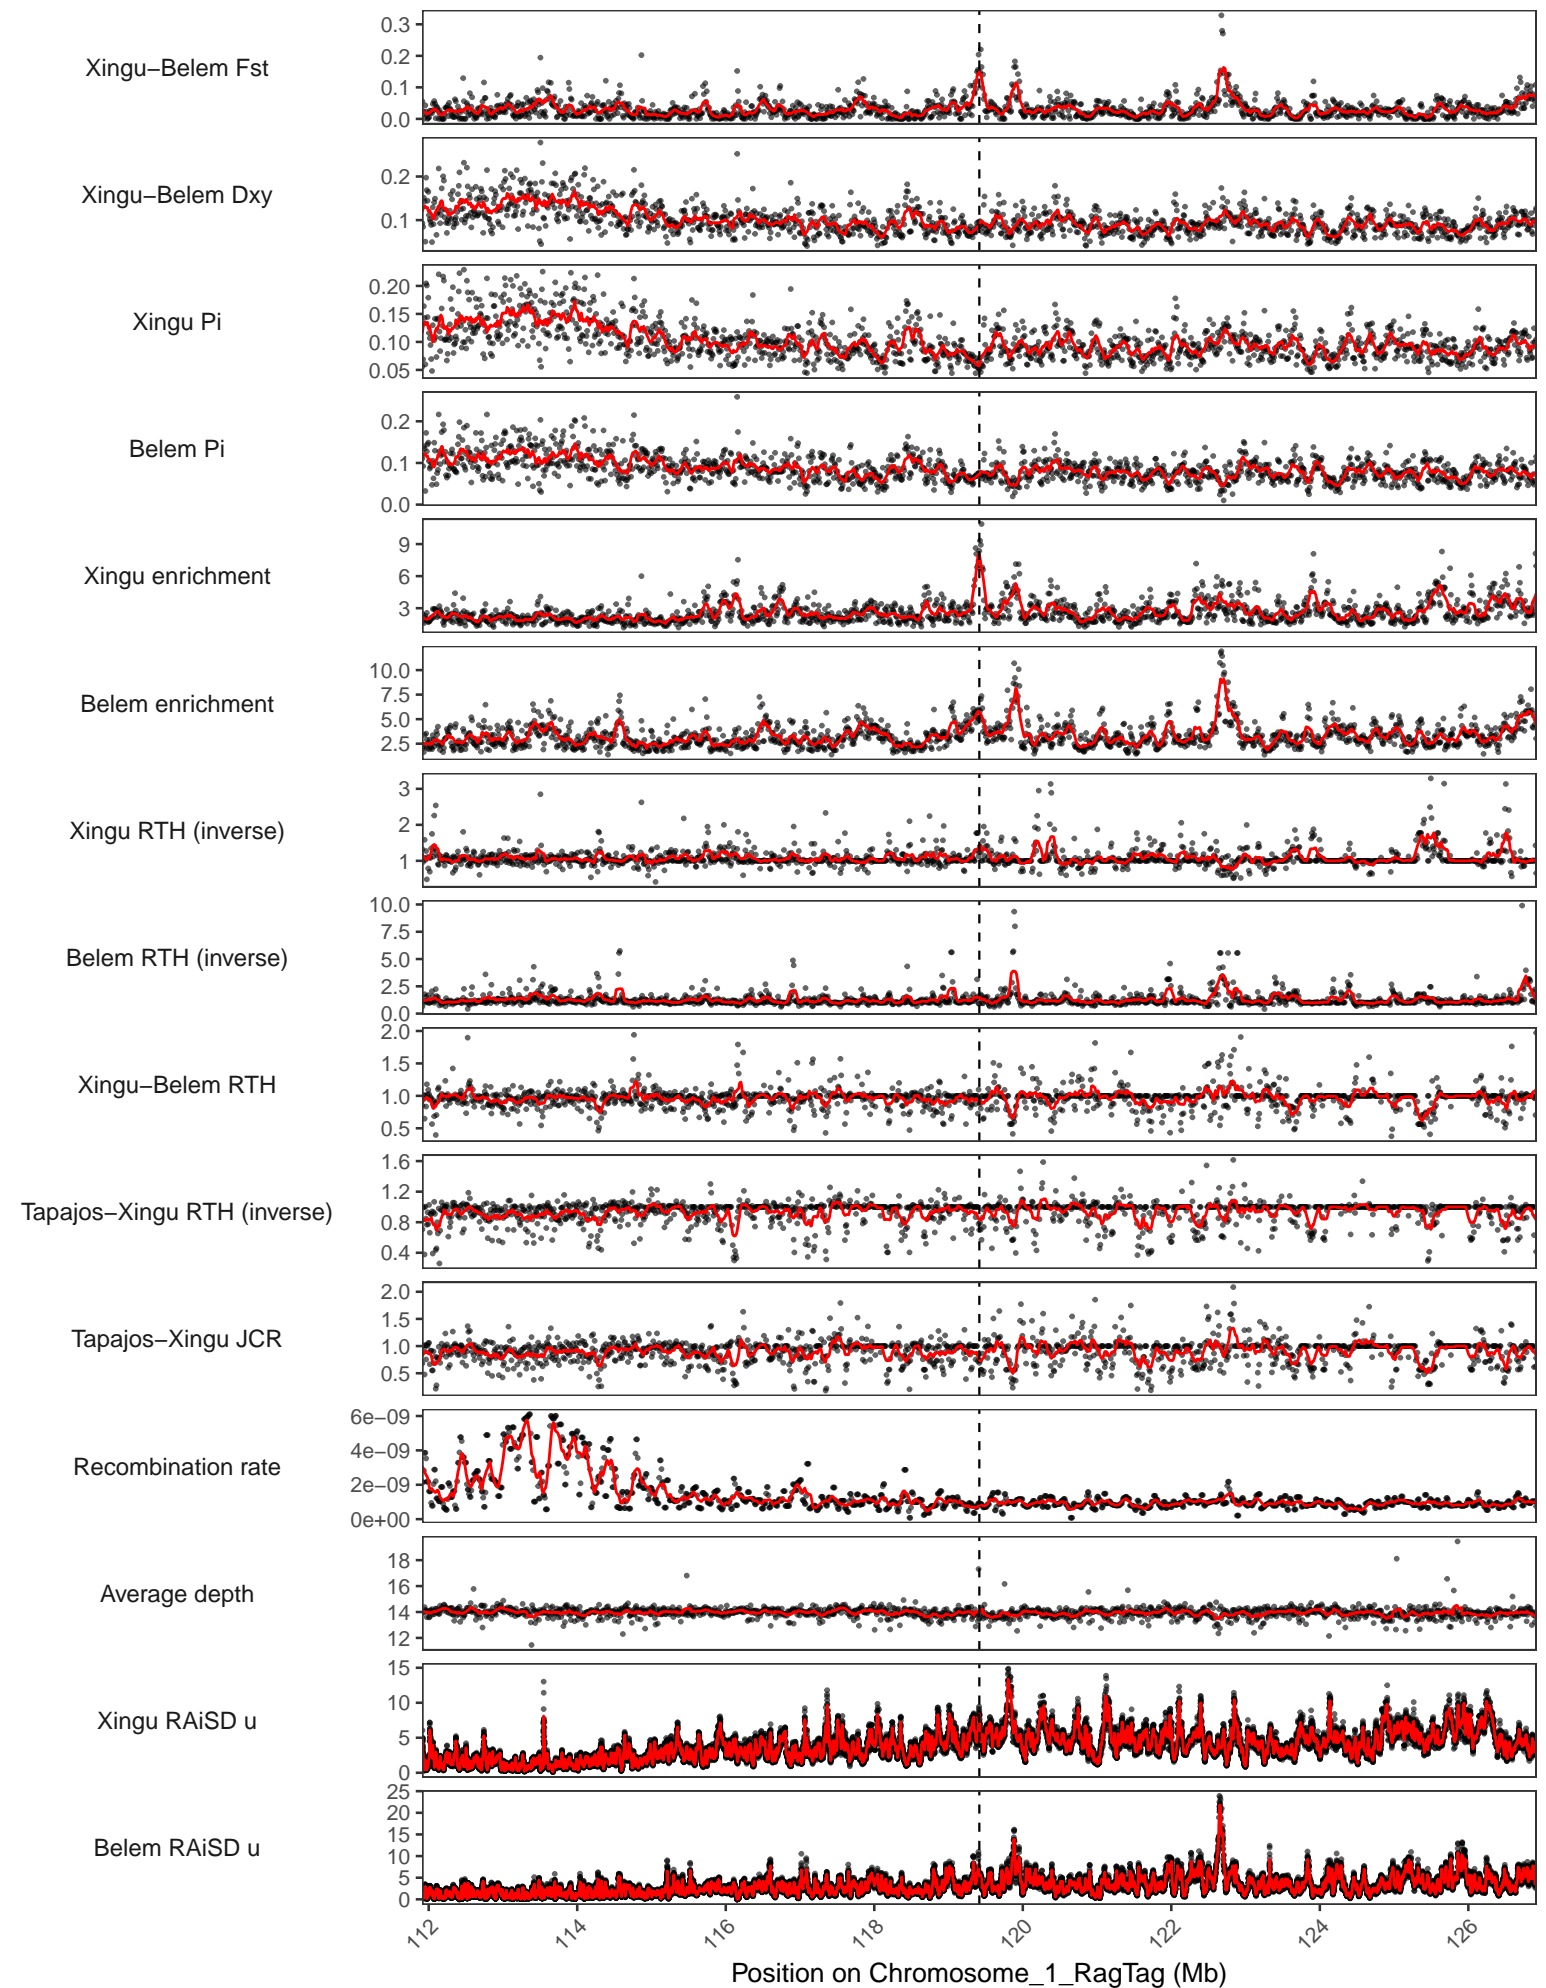 Xingu−Belem Fst
0.3
0.2
0.1
0.0
Xingu−Belem Dxy
0.2
0.1
Xingu Pi
0.20
0.15
0.10
0.05
Belem Pi
0.2
0.1
0.0
Xingu enrichment
9
6
3
Belem enrichment
10.0
7.5
5.0
2.5
Xingu RTH (inverse)
3
2
1
Belem RTH (inverse)
10.0
7.5
5.0
2.5
0.0
Xingu−Belem RTH
2.0
1.5
1.0
0.5
Tapajos−Xingu RTH (inverse)
1.6
1.2
0.8
0.4
Tapajos−Xingu JCR
2.0
1.5
1.0
0.5
Recombination rate
6e−09
4e−09
2e−09
0e+00
Average depth
18
16
14
12
Xingu RAiSD u
15
10
5
0
Belem RAiSD u
25
20
15
10
5
0
112 114 116 118 120 122 124 126
Position on Chromosome_1_RagTag (Mb)